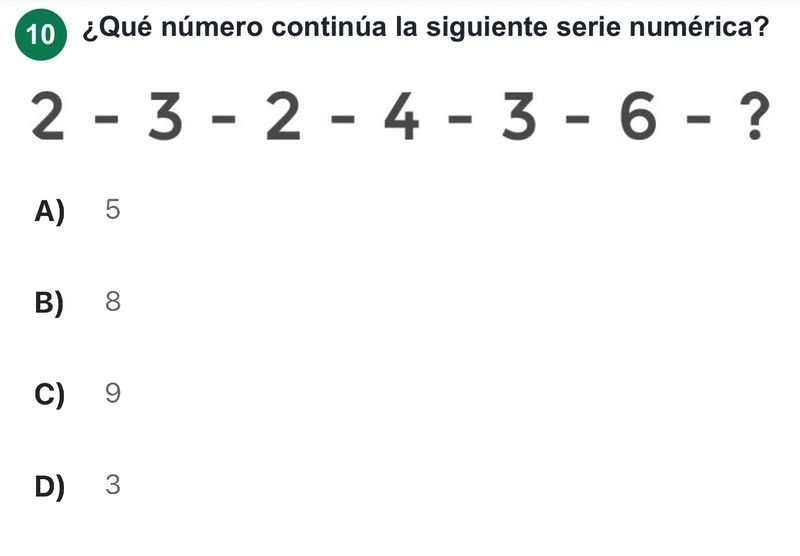 10 ¿Qué número continúa la siguiente serie numérica?
2 - 3 - 2 - 4 - 3 - 6 - ?
A) 5
B) 8
C) 9
D) 3